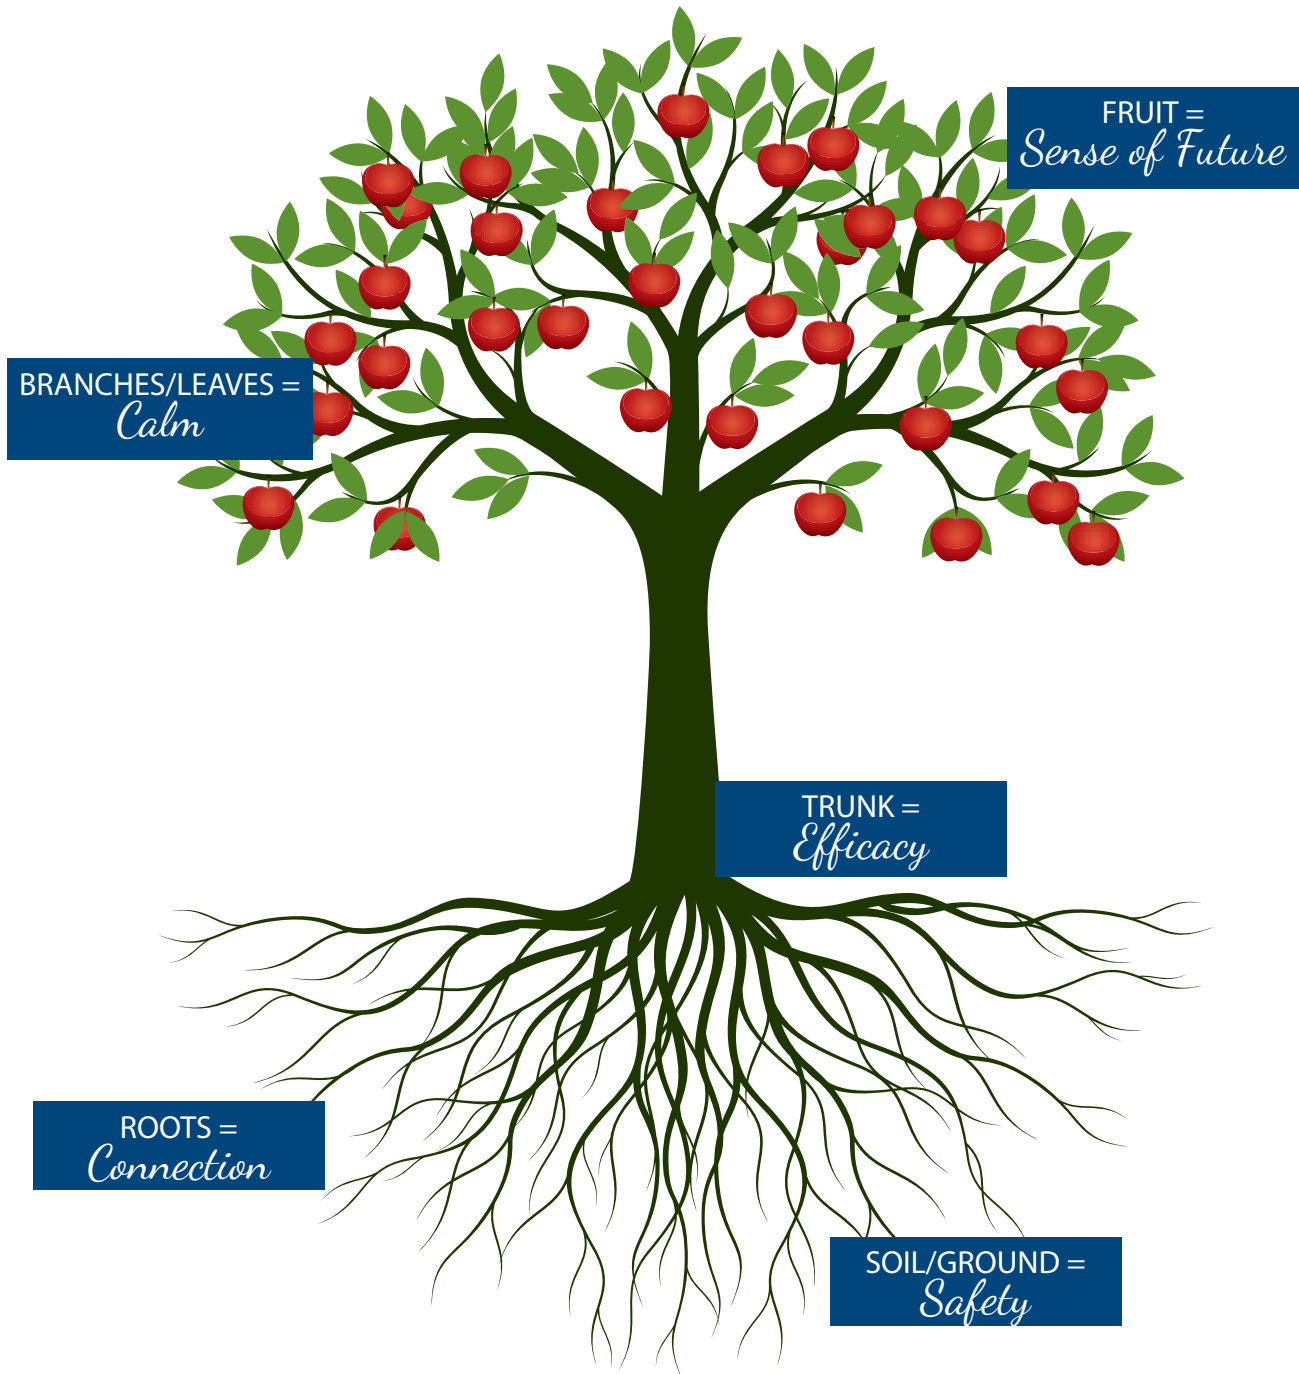 FRUIT =
Sense of Future
BRANCHES/LEAVES =
Calm
TRUNK =
Efficacy
ROOTS =
Connection
SOIL/GROUND =
Safety